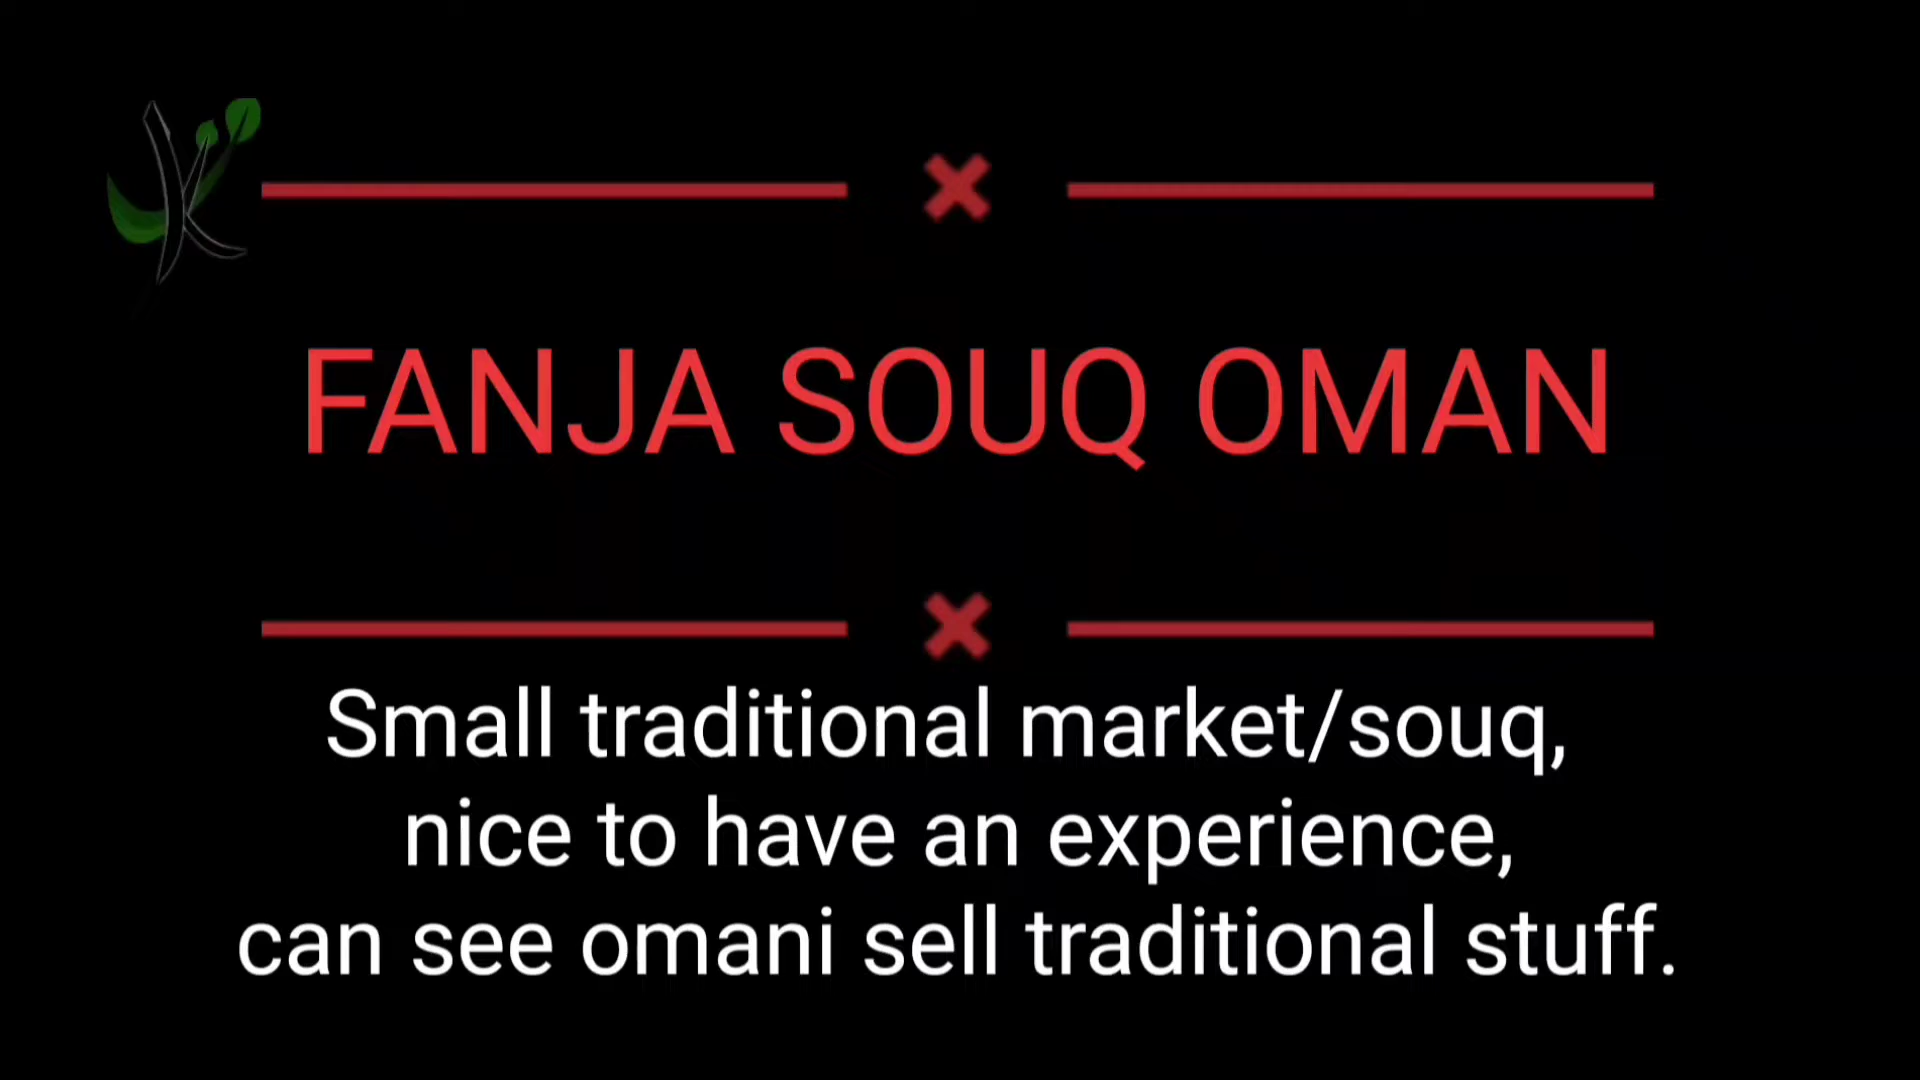 FANJA SOUQ OMAN
Small traditional market/souq,
nice to have an experience,
can see omani sell traditional stuff.